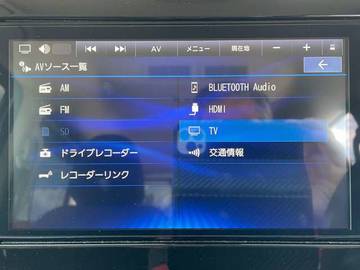 AV メニュー 現在地 − +
AVソース一覧
AM
BLUETOOTH Audio
FM
HDMI
SD
TV
ドライブレコーダー
交通情報
レコーダーリンク